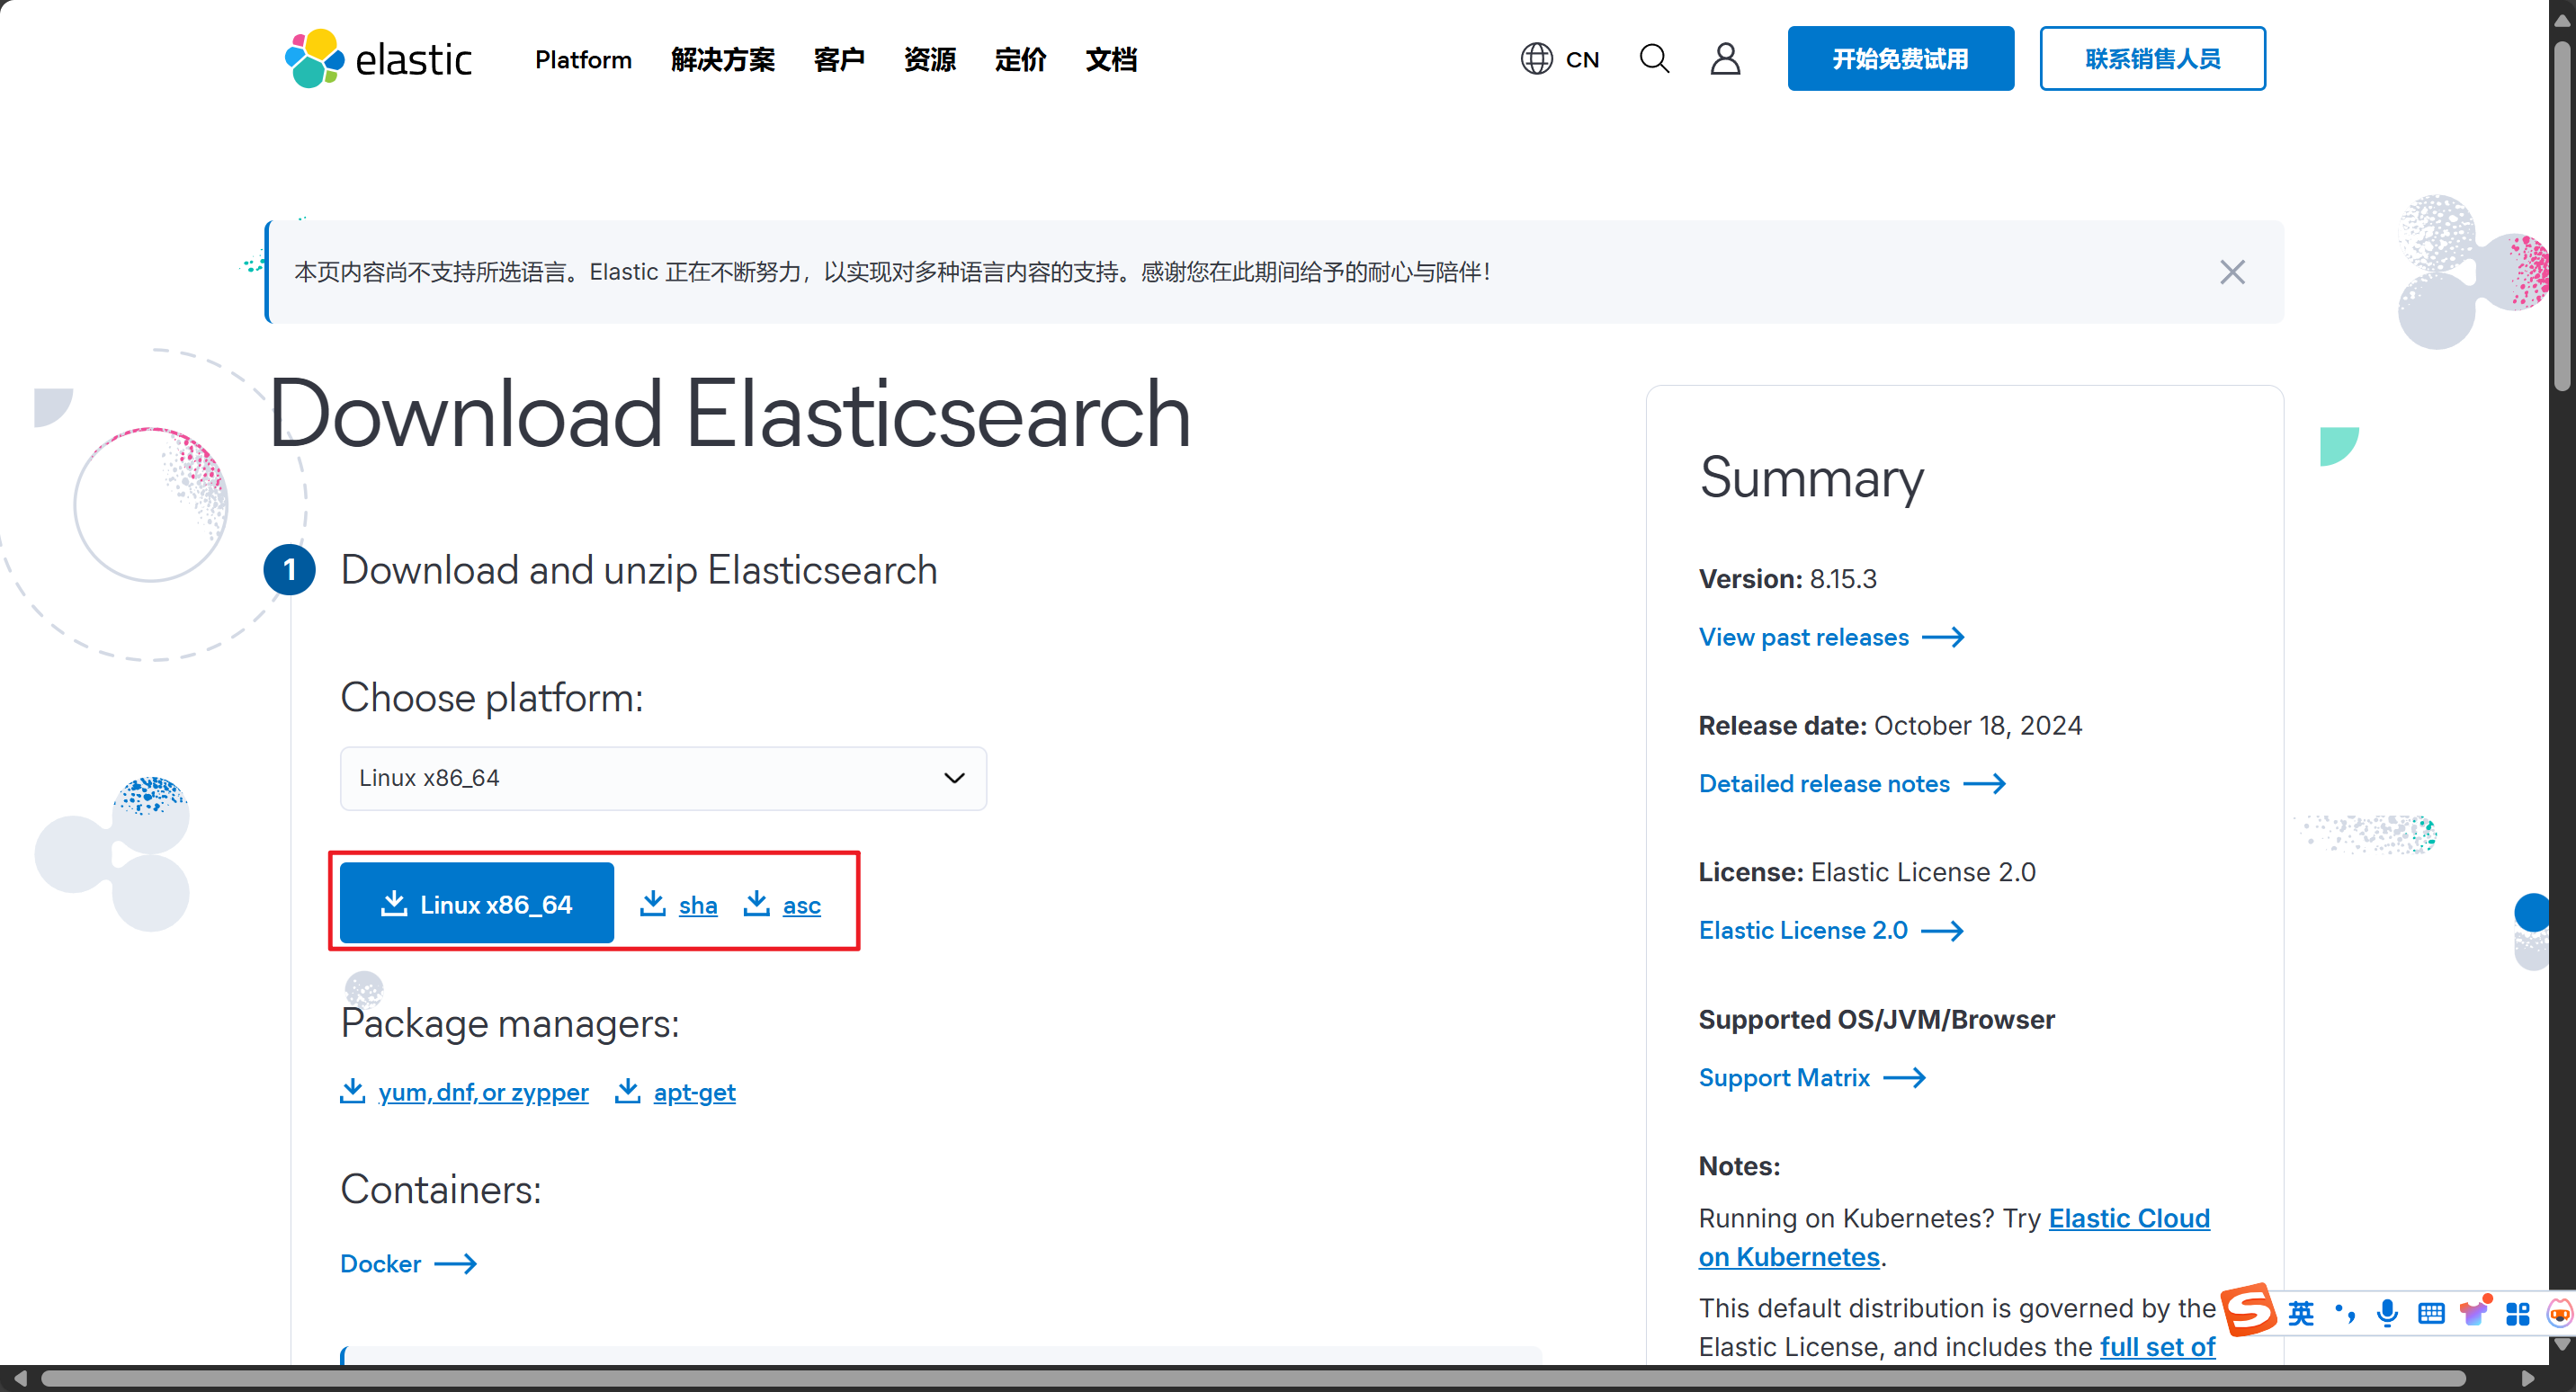 elastic
Platform 解决方案 客户 资源 定价 文档
CN
开始免费试用
联系销售人员
本页内容尚不支持所选语言。Elastic 正在不断努力，以实现对多种语言内容的支持。感谢您在此期间给予的耐心与陪伴！
Download Elasticsearch
1 Download and unzip Elasticsearch
Choose platform:
Linux x86_64
Linux x86_64 sha asc
Package managers:
yum, dnf, or zypper apt-get
Containers:
Docker
Summary
Version: 8.15.3
View past releases
Release date: October 18, 2024
Detailed release notes
License: Elastic License 2.0
Elastic License 2.0
Supported OS/JVM/Browser
Support Matrix
Notes:
Running on Kubernetes? Try Elastic Cloud
on Kubernetes.
This default distribution is governed by the
Elastic License, and includes the full set of
英